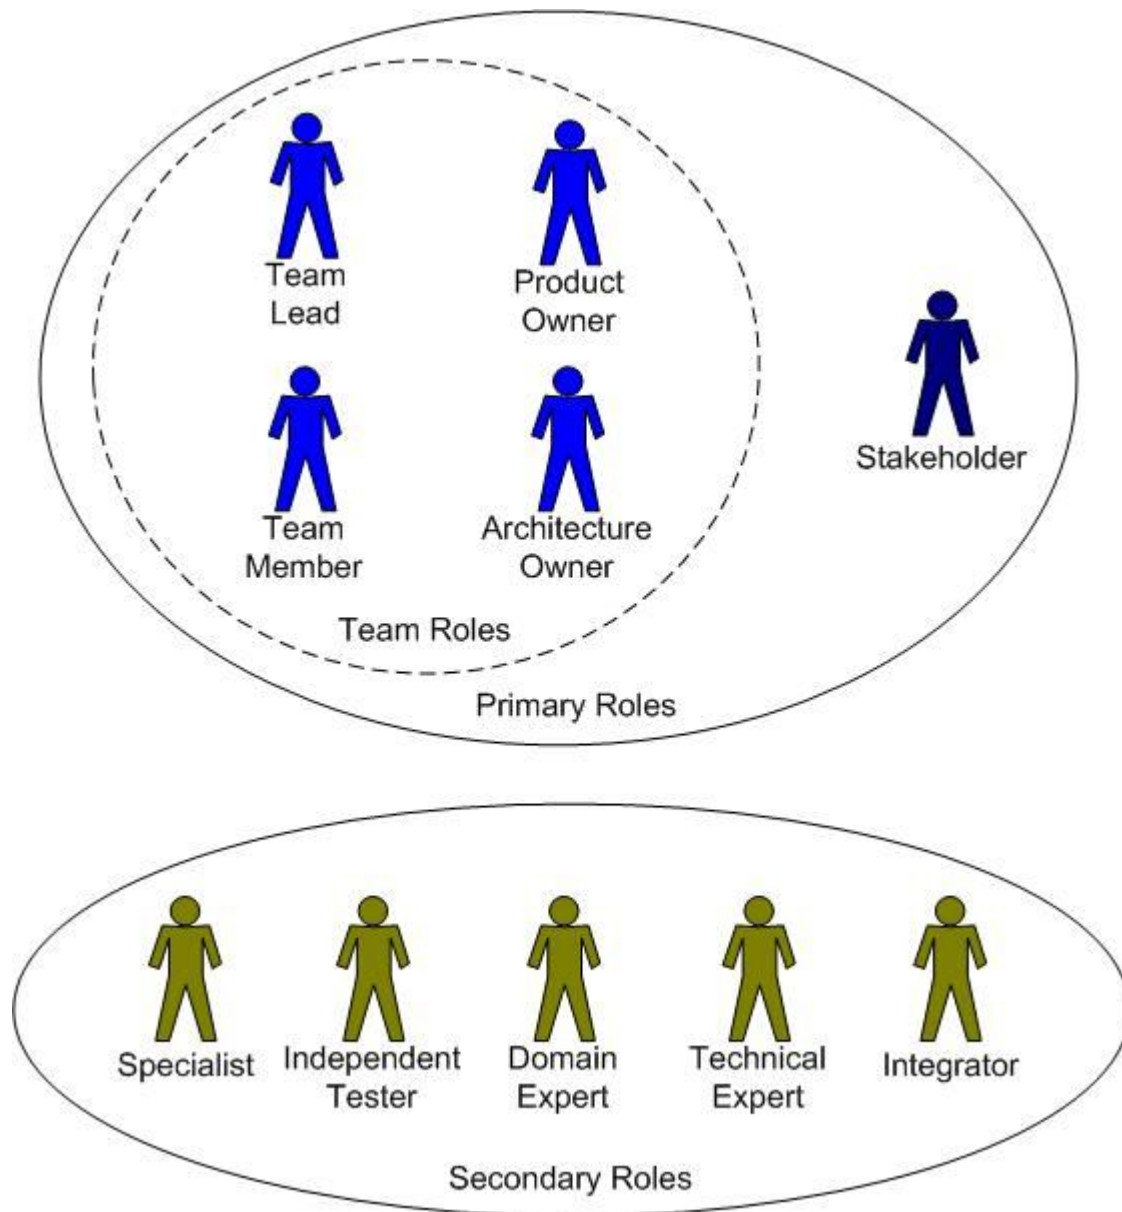 Team
Lead
Product
Owner
Stakeholder
Team
Member
Architecture
Owner
Team Roles
Primary Roles
Specialist
Independent
Tester
Domain
Expert
Technical
Expert
Integrator
Secondary Roles